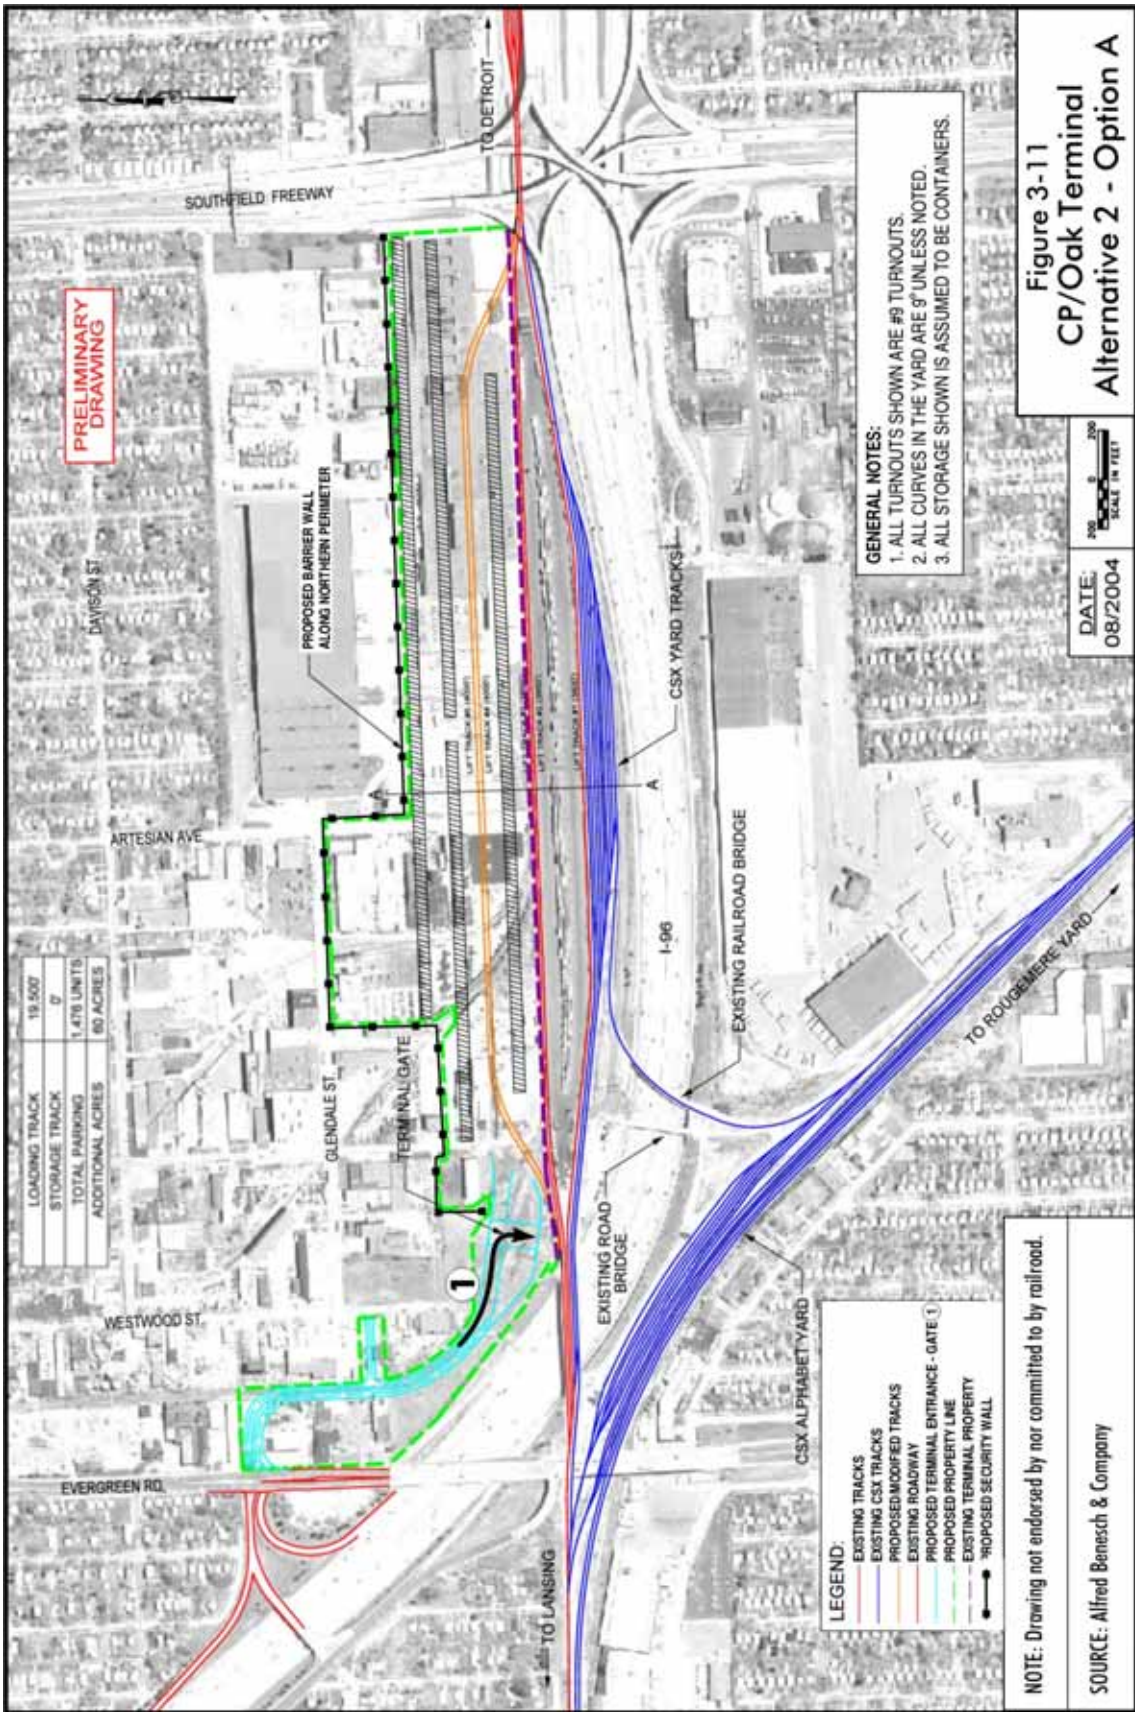 PRELIMINARY
DRAWING
SOUTHFIELD FREEWAY
TO DETROIT
DAVISON ST
PROPOSED BARRIER WALL
ALONG NORTHERN PERIMETER
ARTESIAN AVE
LOADING TRACK 19,500'
STORAGE TRACK 0'
TOTAL PARKING 1,476 UNITS
ADDITIONAL ACRES 60 ACRES
GLENDALE ST.
TERMINAL GATE
WESTWOOD ST.
EVERGREEN RD.
1
A
A
CSX YARD TRACKS
I-96
EXISTING RAILROAD BRIDGE
EXISTING ROAD
BRIDGE
TO ROUGEMERE YARD
CSX ALPHABET YARD
TO LANSING
GENERAL NOTES:
1. ALL TURNOUTS SHOWN ARE #9 TURNOUTS.
2. ALL CURVES IN THE YARD ARE 9° UNLESS NOTED.
3. ALL STORAGE SHOWN IS ASSUMED TO BE CONTAINERS.
LEGEND:
EXISTING TRACKS
EXISTING CSX TRACKS
PROPOSED MODIFIED TRACKS
EXISTING ROADWAY
PROPOSED TERMINAL ENTRANCE - GATE 1
PROPOSED PROPERTY LINE
EXISTING TERMINAL PROPERTY
PROPOSED SECURITY WALL
NOTE: Drawing not endorsed by nor committed to by railroad.
SOURCE: Alfred Benesch & Company
DATE:
08/2004
200 0 200
SCALE IN FEET
Figure 3-11
CP/Oak Terminal
Alternative 2 - Option A